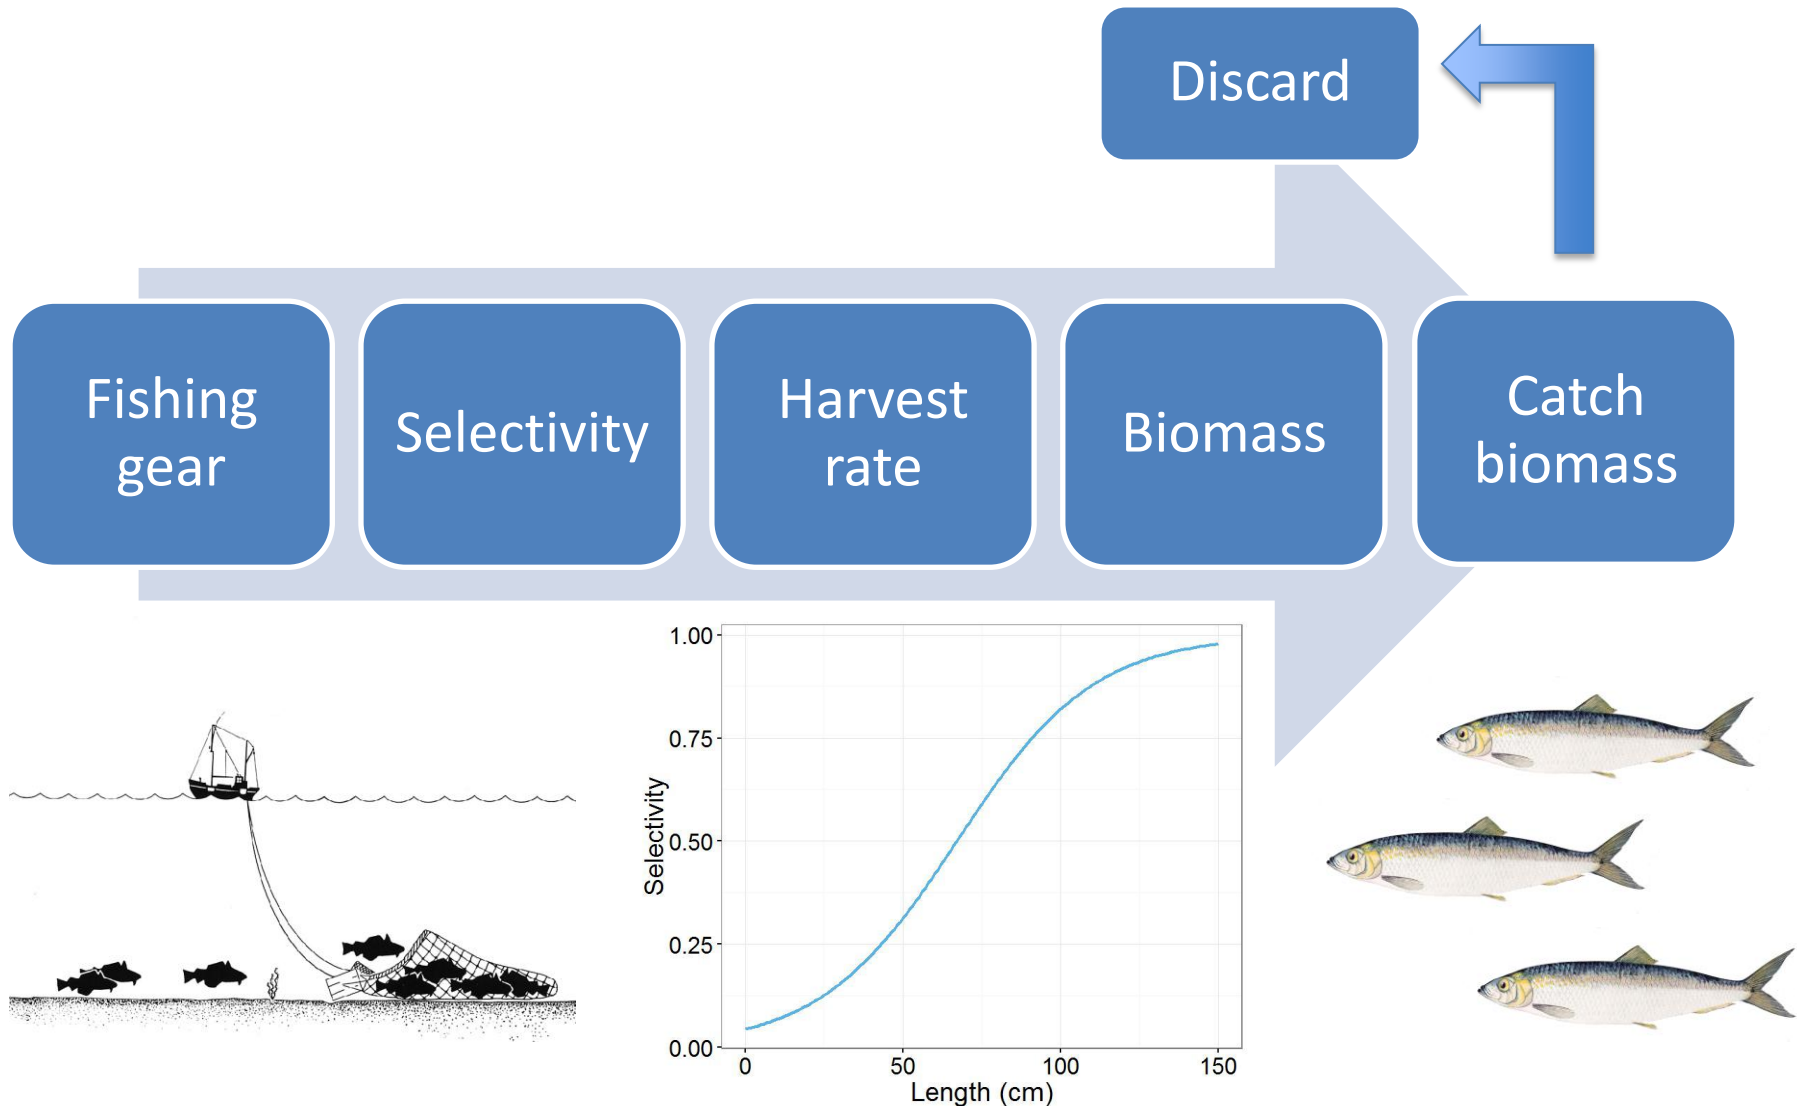 Discard
Fishing
gear
Selectivity
Harvest
rate
Biomass
Catch
biomass
1.00
0.75
0.50
0.25
0.00
Selectivity
0
50
100
150
Length (cm)